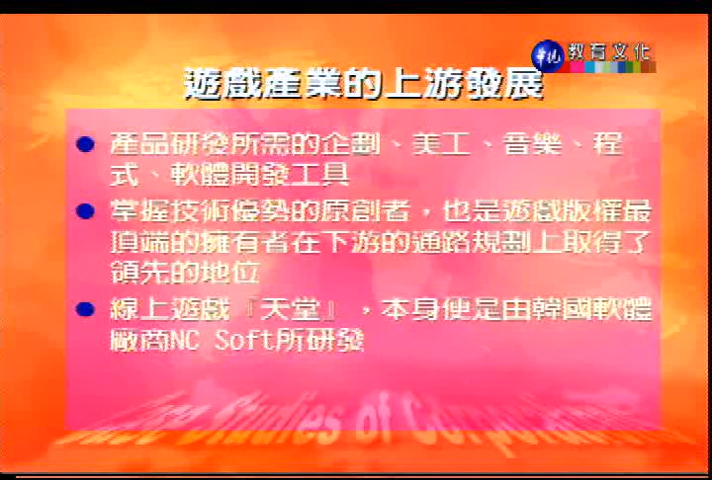 華視 教育文化
遊戲產業的上游發展
● 產品研發所需的企劃、美工、音樂、程
式、軟體開發工具
● 掌握技術優勢的原創者，也是遊戲版權最
頂端的擁有者在下游的通路規劃上取得了
領先的地位
● 線上遊戲『天堂』，本身便是由韓國軟體
廠商NC Soft所研發
Case Studies of Corporate